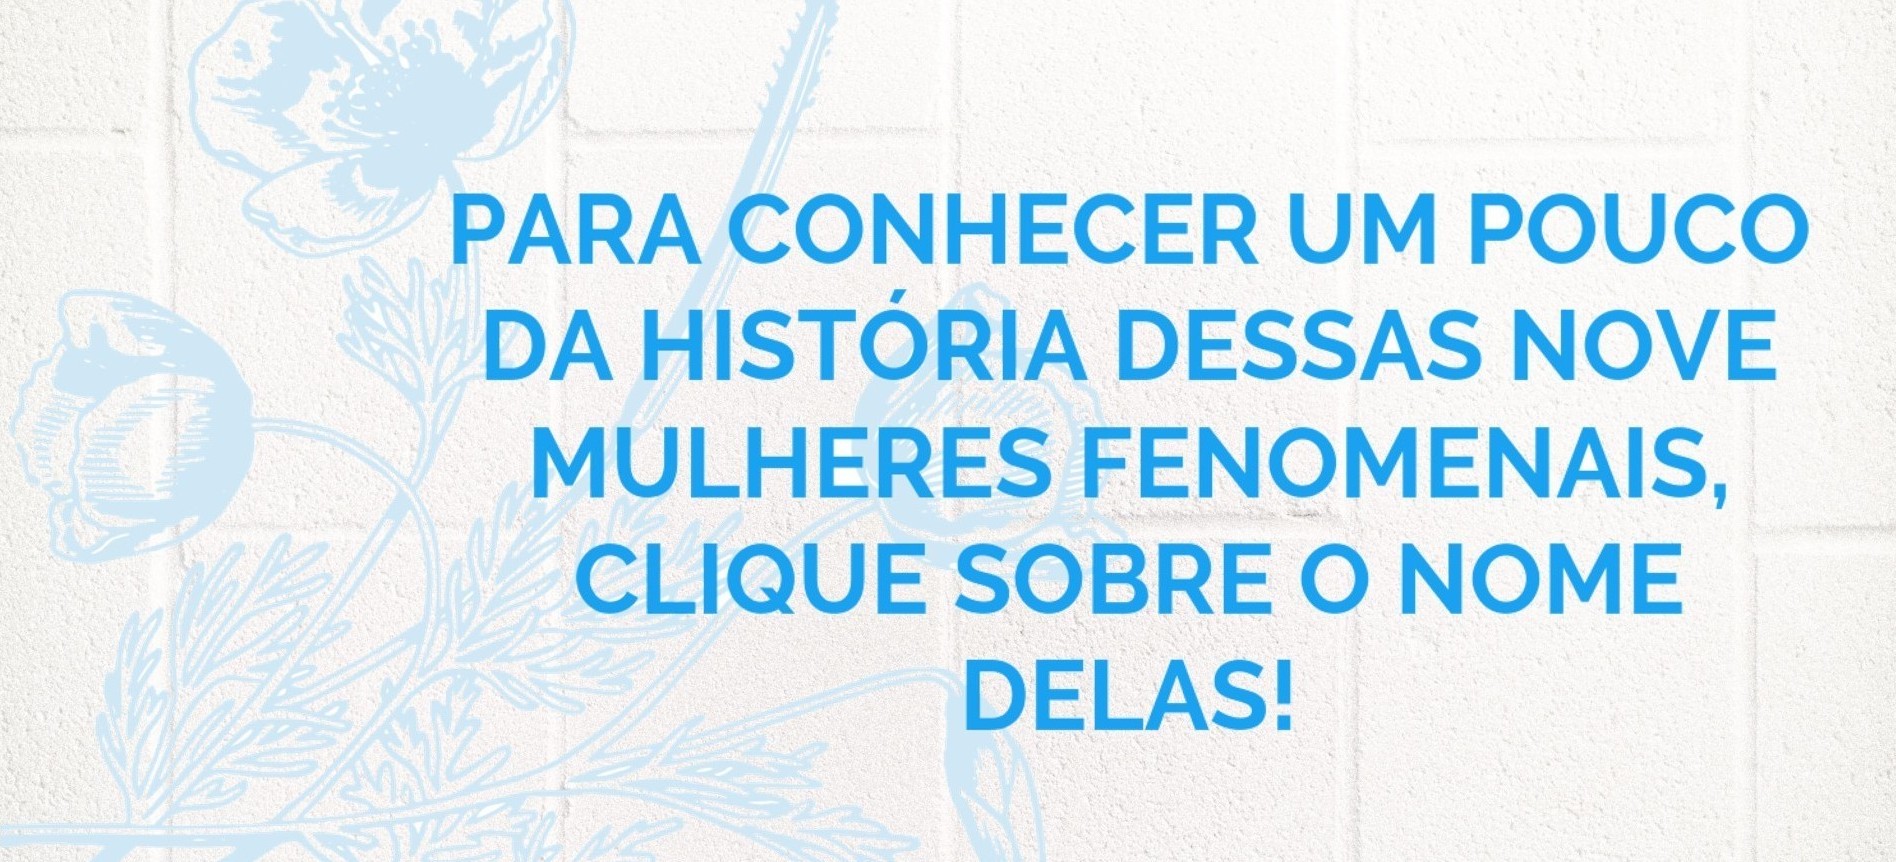 PARA CONHECER UM POUCO
DA HISTÓRIA DESSAS NOVE
MULHERES FENOMENAIS,
CLIQUE SOBRE O NOME
DELAS!